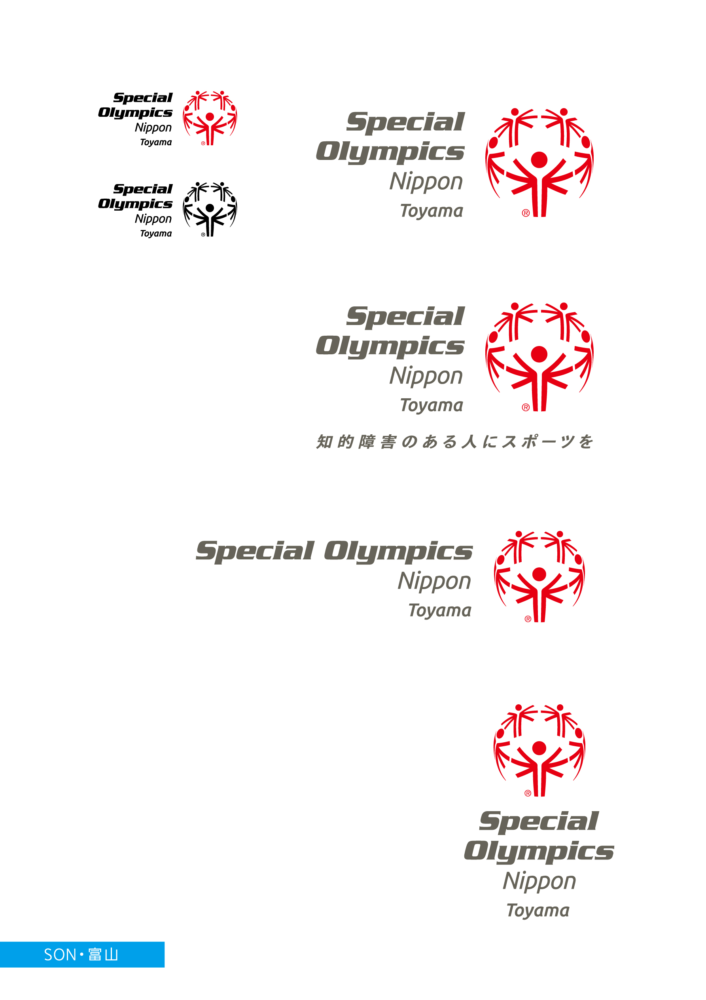 Special
Olympics
Nippon
Toyama
®
Special
Olympics
Nippon
Toyama
®
Special
Olympics
Nippon
Toyama
®
Special
Olympics
Nippon
Toyama
®
知的障害のある人にスポーツを
Special Olympics
Nippon
Toyama
®
®
Special
Olympics
Nippon
Toyama
SON・富山